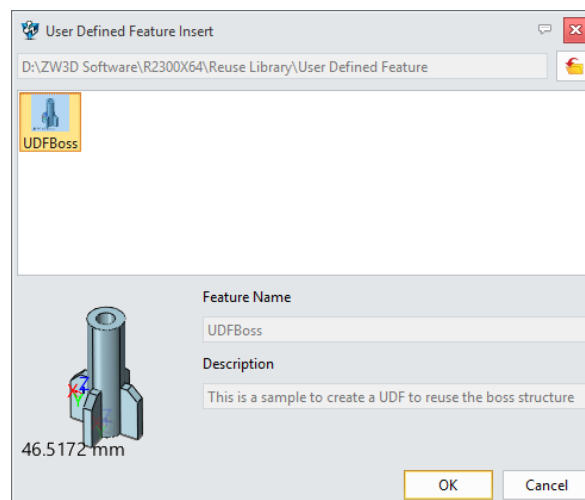 User Defined Feature Insert
D:\ZW3D Software\R2300X64\Reuse Library\User Defined Feature
UDFBoss
Feature Name
UDFBoss
Description
This is a sample to create a UDF to reuse the boss structure
X Z
Y
46.5172 mm
OK Cancel